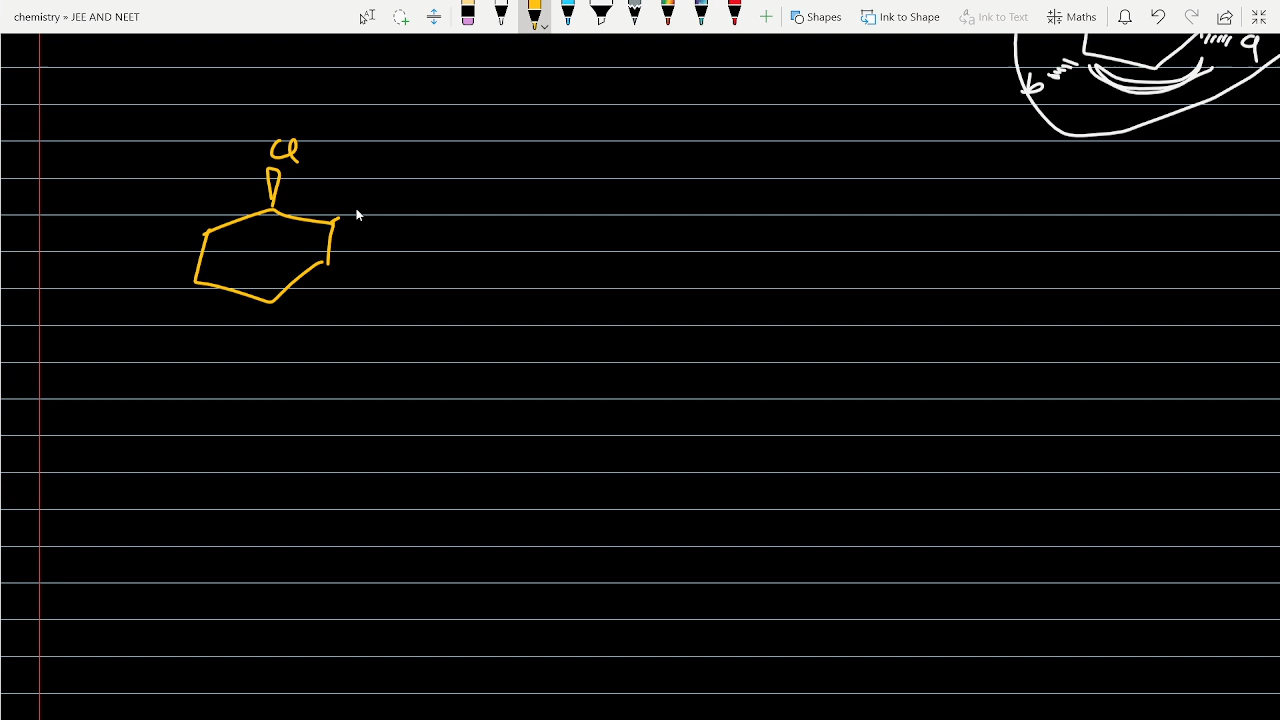 chemistry » JEE AND NEET
Shapes
Ink to Shape
Ink to Text
Maths
a
b
Cl